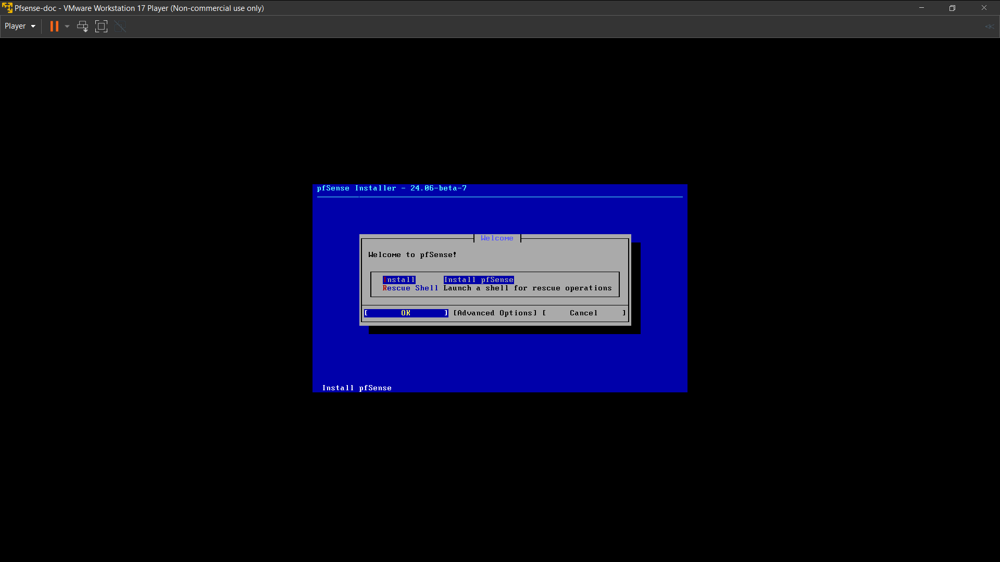 Pfsense-doc - VMware Workstation 17 Player (Non-commercial use only)
Player
pfSense Installer - 24.06-beta-7
Welcome
Welcome to pfSense!
Install Install pfSense
Rescue Shell Launch a shell for rescue operations
[ OK ] [Advanced Options] [ Cancel ]
Install pfSense